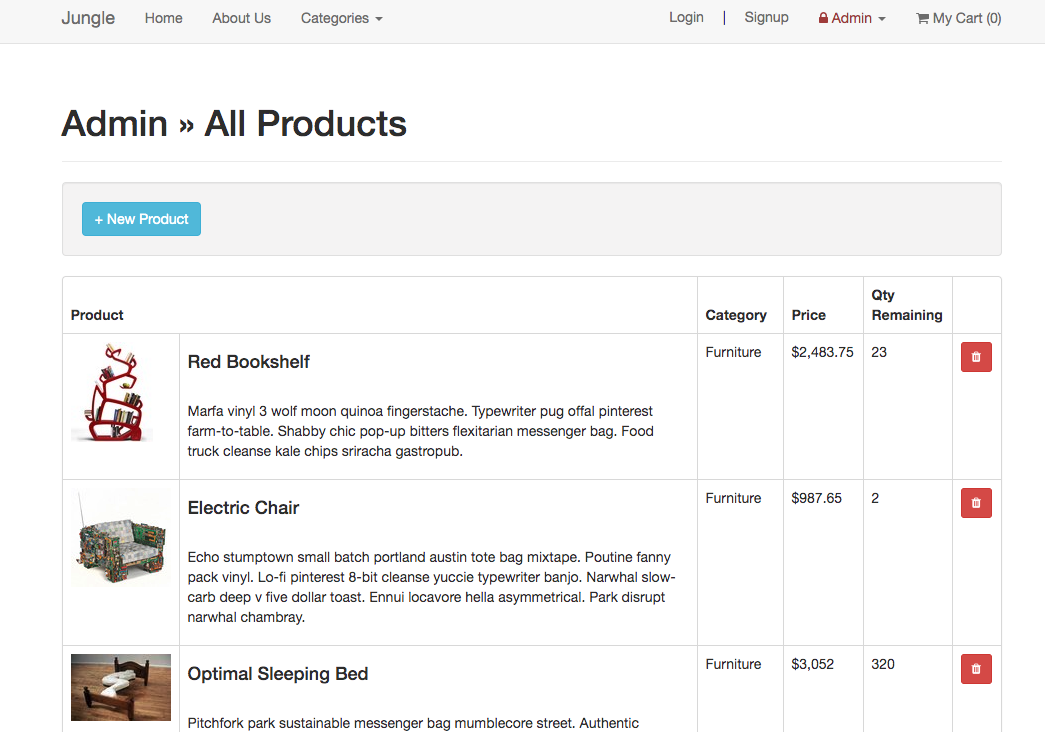 Jungle Home About Us Categories Login | Signup Admin My Cart (0)
Admin » All Products
+ New Product
Product Category Price Qty
Remaining
Red Bookshelf Furniture $2,483.75 23
Marfa vinyl 3 wolf moon quinoa fingerstache. Typewriter pug offal pinterest
farm-to-table. Shabby chic pop-up bitters flexitarian messenger bag. Food
truck cleanse kale chips sriracha gastropub.
Electric Chair Furniture $987.65 2
Echo stumptown small batch portland austin tote bag mixtape. Poutine fanny
pack vinyl. Lo-fi pinterest 8-bit cleanse yuccie typewriter banjo. Narwhal slow-
carb deep v five dollar toast. Ennui locavore hella asymmetrical. Park disrupt
narwhal chambray.
Optimal Sleeping Bed Furniture $3,052 320
Pitchfork park sustainable messenger bag mumblecore street. Authentic